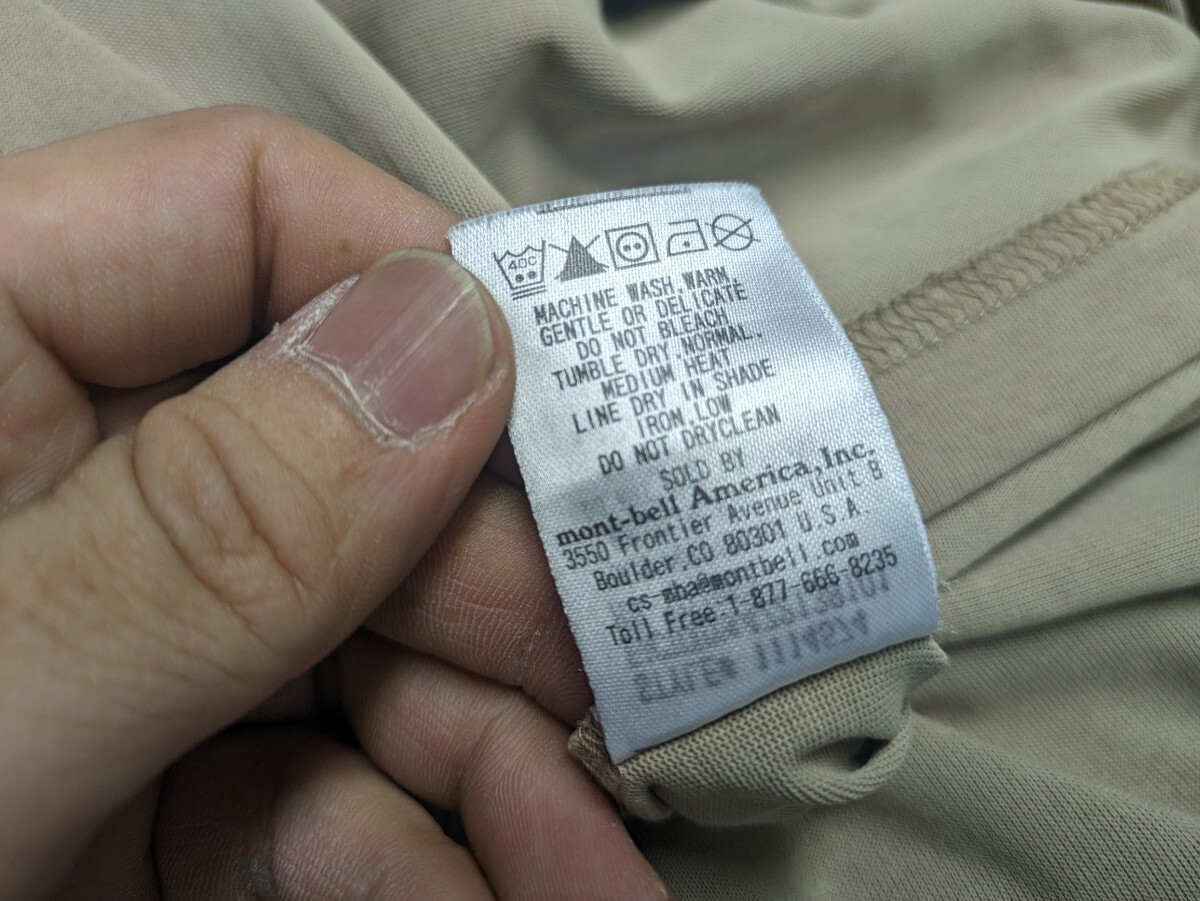 40C
MACHINE WASH.WARM,
GENTLE OR DELICATE
DO NOT BLEACH
TUMBLE DRY.NORMAL.
MEDIUM HEAT
LINE DRY IN SHADE
IRON.LOW
DO NOT DRYCLEAN
SOLD BY
mont-bell America, Inc.
3550 Frontier Avenue Unit B
Boulder.CO 80301 U.S.A
cs-mba@montbell.com
Toll Free:1-877-666 8235